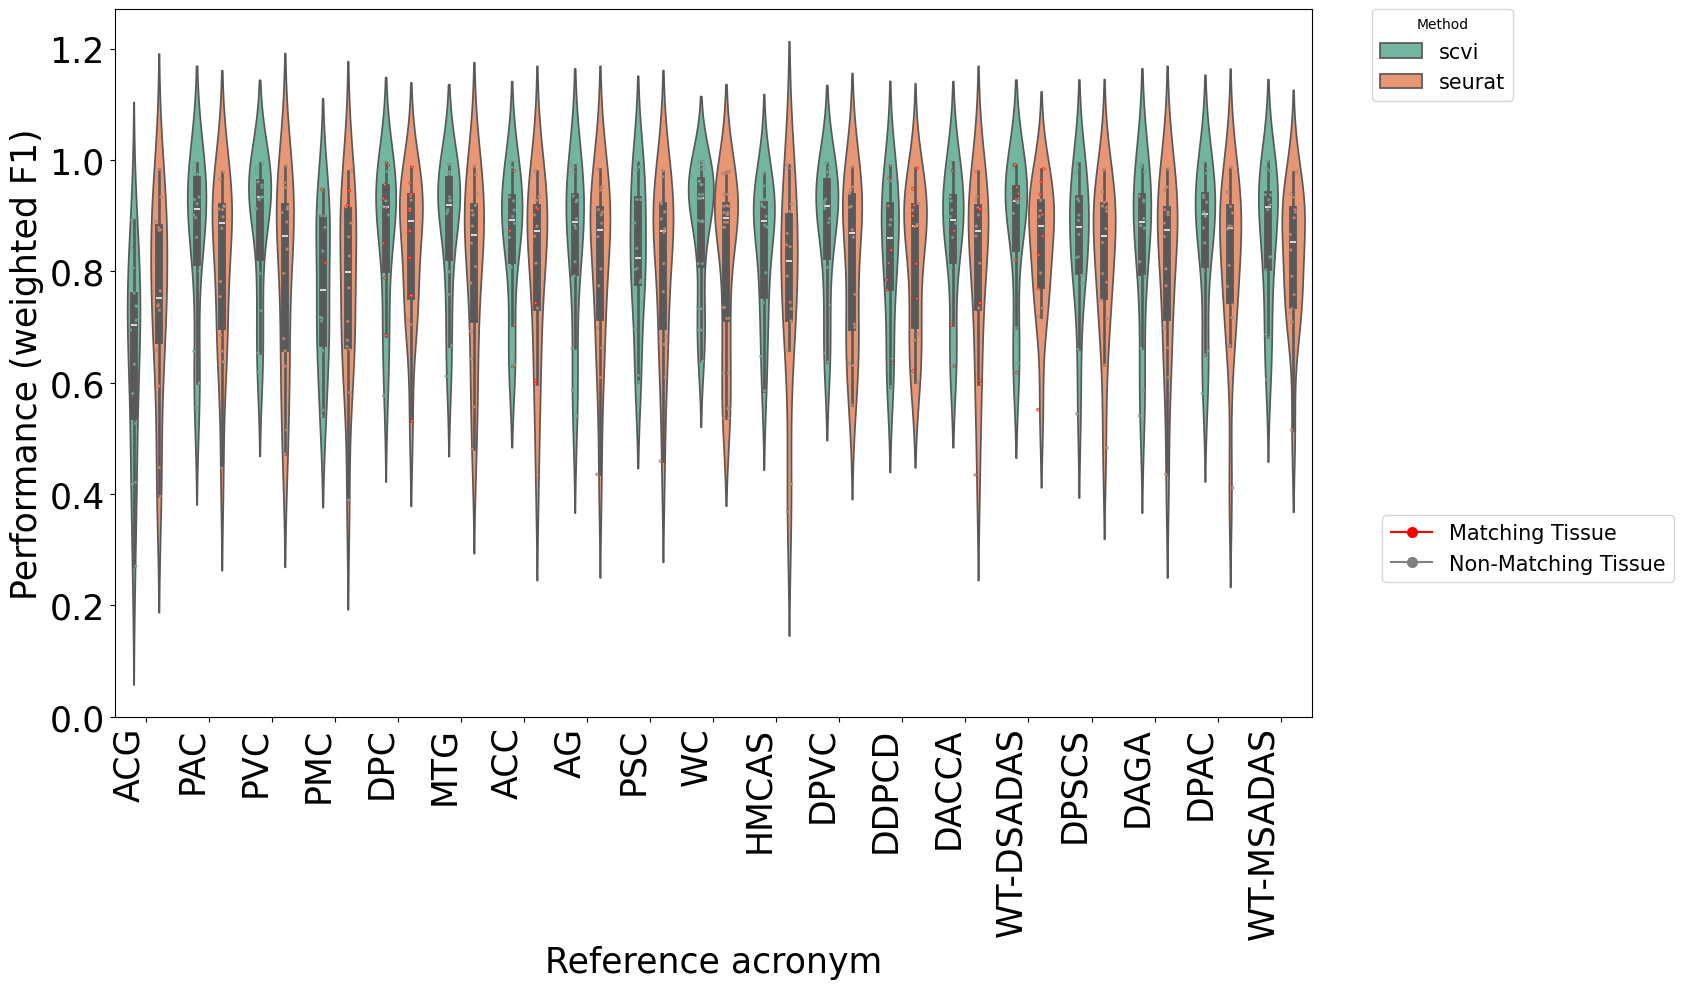 Performance (weighted F1)
1.2
1.0
0.8
0.6
0.4
0.2
0.0
ACG
PAC
PVC
PMC
DPC
MTG
ACC
AG
PSC
WC
HMCAS
DPVC
DDPCD
DACCA
WT-DSADAS
DPSCS
DAGA
DPAC
WT-MSADAS
Reference acronym
Method
scvi
seurat
Matching Tissue
Non-Matching Tissue